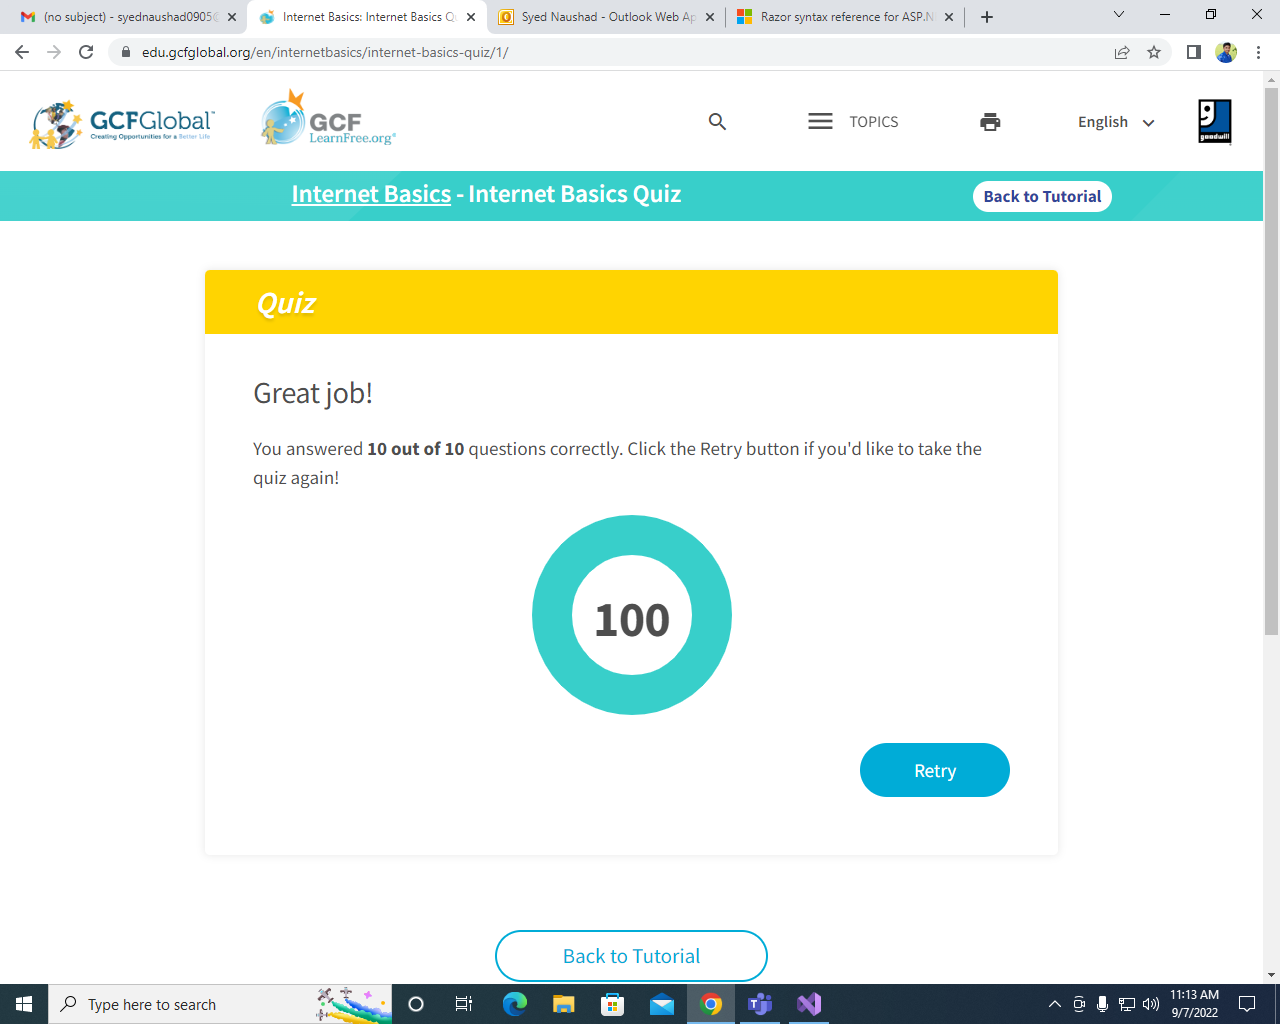 (no subject) - syednaushad0905@
Internet Basics: Internet Basics Qu
Syed Naushad - Outlook Web Ap
Razor syntax reference for ASP.N
edu.gcfglobal.org/en/internetbasics/internet-basics-quiz/1/
GCFGlobal™
Creating Opportunities for a Better Life
GCF
LearnFree.org®
TOPICS
English
goodwill
Internet Basics - Internet Basics Quiz
Back to Tutorial
Quiz
Great job!
You answered 10 out of 10 questions correctly. Click the Retry button if you'd like to take the
quiz again!
100
Retry
Back to Tutorial
Type here to search
11:13 AM
9/7/2022